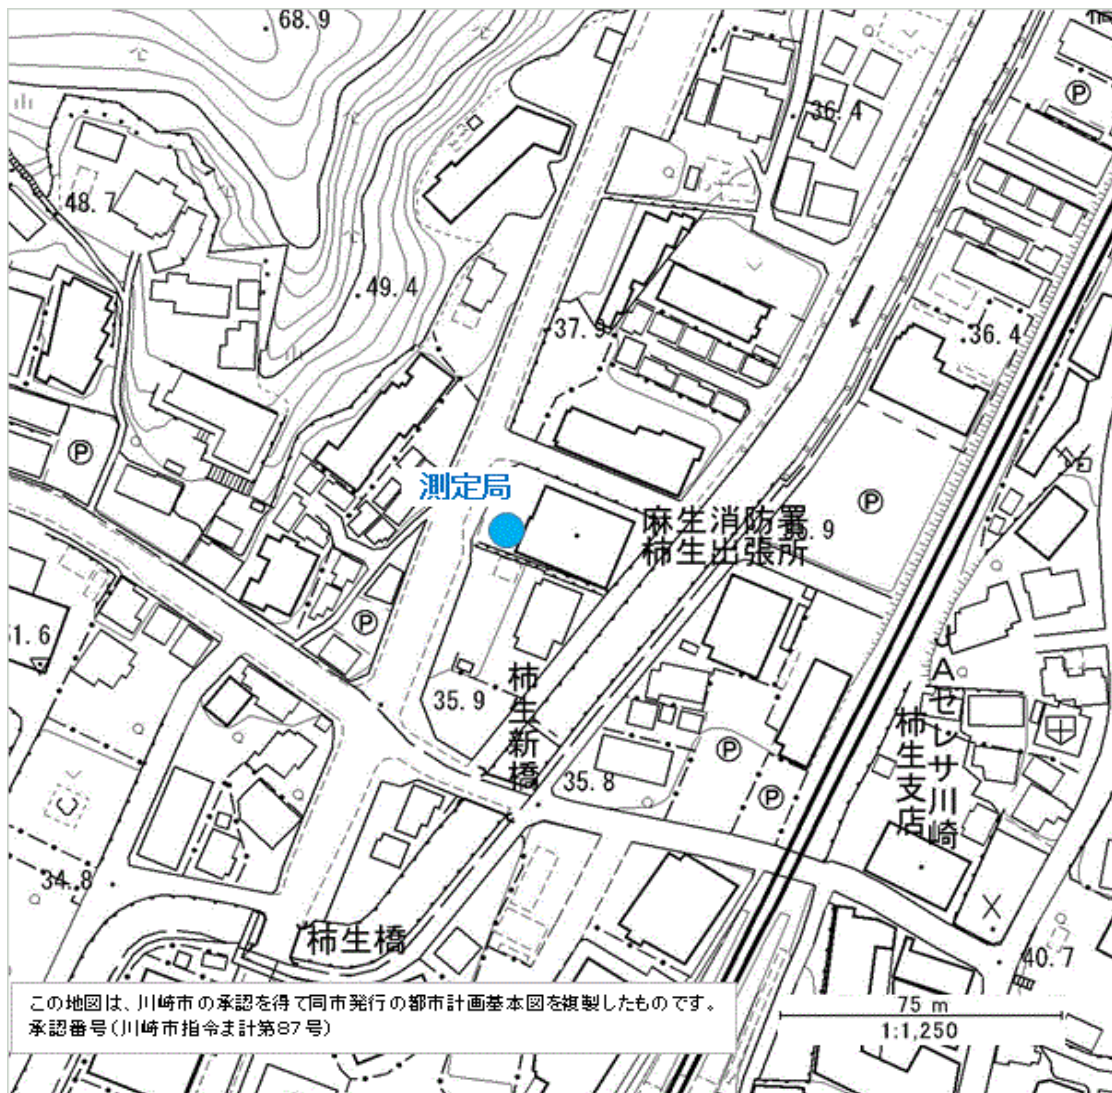 68.9
Ⓟ
36.4
48.7
49.4
37.9
36.4
Ⓟ
測定局
Ⓟ
麻生消防署
柿生出張所
35.9
Ⓟ
35.9
柿生新橋
35.8
Ⓟ
Ⓟ
JAセレサ川崎
柿生支店
34.8
柿生橋
40.7
この地図は、川崎市の承認を得て同市発行の都市計画基本図を複製したものです。
承認番号(川崎市指令ま計第87号)
75 m
1:1,250